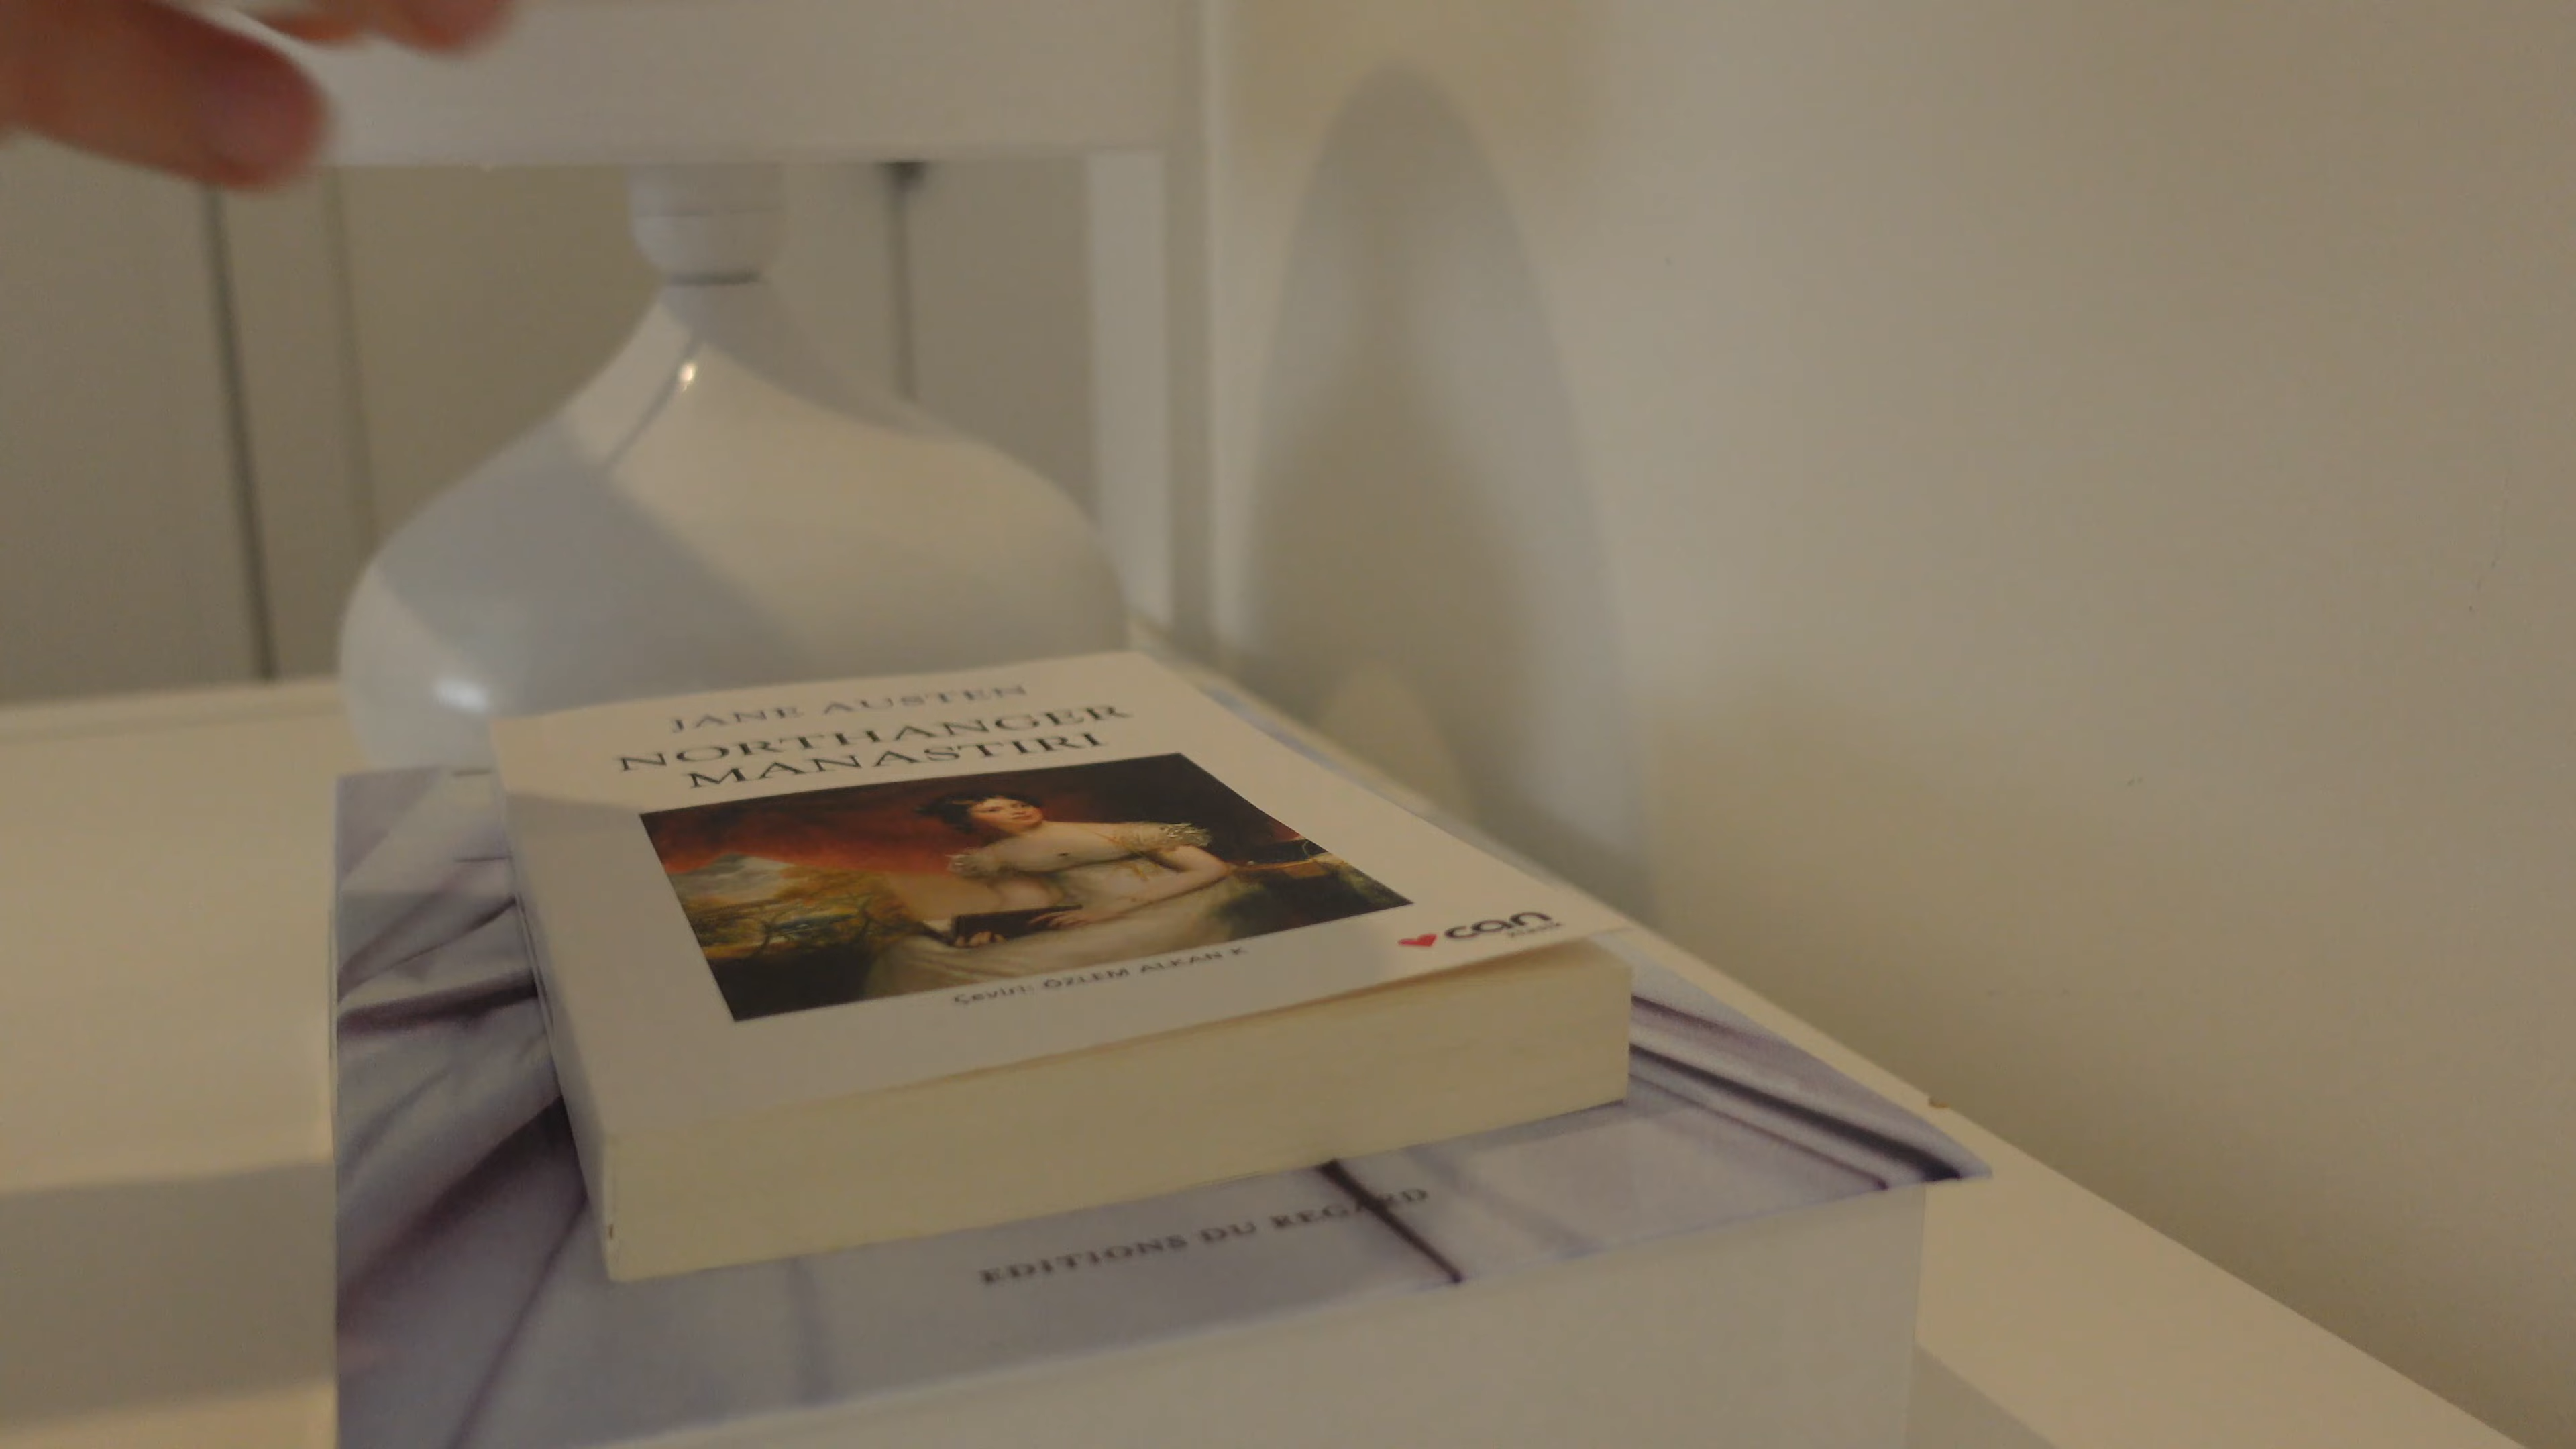 JANE AUSTEN
NORTHANGER
MANASTIRI
can
Çeviri: ÖZLEM ALKAN K
EDITIONS DU REGARD